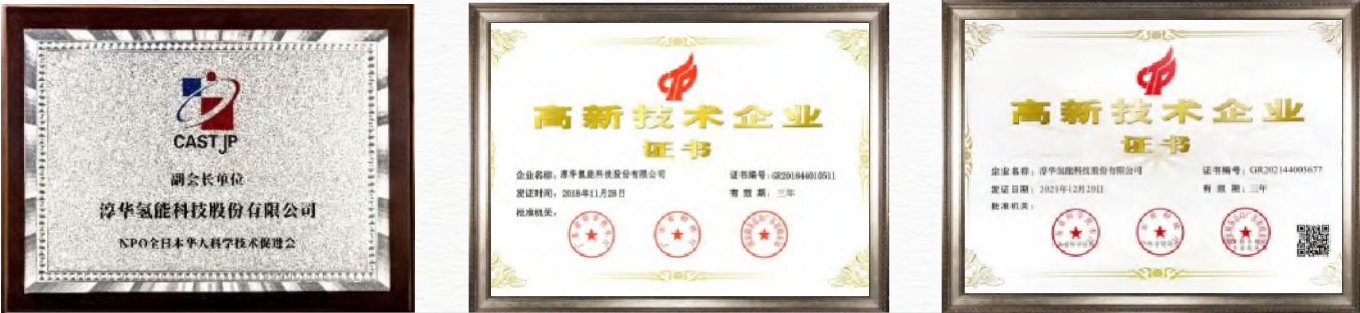 CAST JP
副会长单位
淳华氢能科技股份有限公司
NPO全日本华人科学技术促进会
高新技术企业
证书
企业名称：淳华氢能科技股份有限公司
证书编号：GR201844010511
发证时间：2018年11月28日
有 效 期：三年
批准机关：
高新技术企业
证书
企业名称：淳华氢能科技股份有限公司
证书编号：GR202144005677
发证日期：2021年12月20日
有 效 期：三年
批准机关：